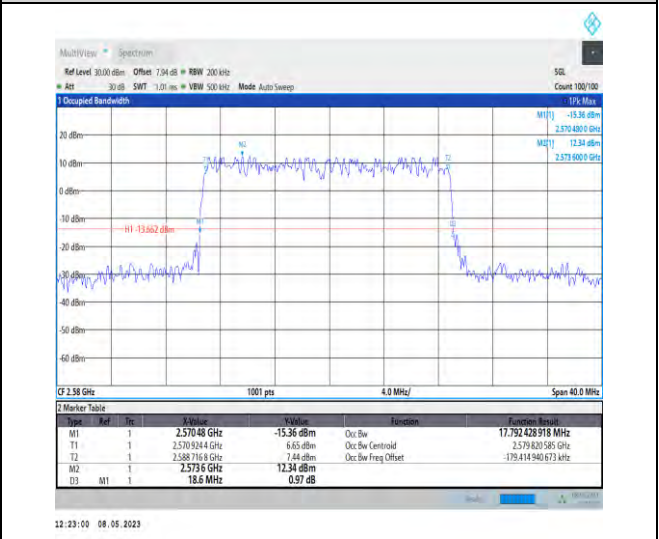 MultiView Spectrum
Ref Level 30.00 dBm Offset 7.94 dB RBW 200 kHz SGL
Att 30 dB SWT 1.01 ms VBW 500 kHz Mode Auto Sweep Count 100/100
1 Occupied Bandwidth 1Pk Max
M1[1] -15.36 dBm
2.5704800 GHz
M2[1] 12.34 dBm
2.5736000 GHz
20 dBm
M2
T2
10 dBm
0 dBm
-10 dBm
H1 -13.662 dBm
-20 dBm
-30 dBm
-40 dBm
-50 dBm
-60 dBm
CF 2.58 GHz 1001 pts 4.0 MHz/ Span 40.0 MHz
2 Marker Table
Type Ref Trc X-Value Y-Value Function Function Result
M1 1 2.57048 GHz -15.36 dBm Occ Bw 17.792 428 918 MHz
T1 1 2.570 924 4 GHz 6.65 dBm Occ Bw Centroid 2.579 820 585 GHz
T2 1 2.588 716 8 GHz 7.44 dBm Occ Bw Freq Offset -179.414 940 673 kHz
M2 1 2.5736 GHz 12.34 dBm
D3 M1 1 18.6 MHz 0.97 dB
12:23:00 08.05.2023